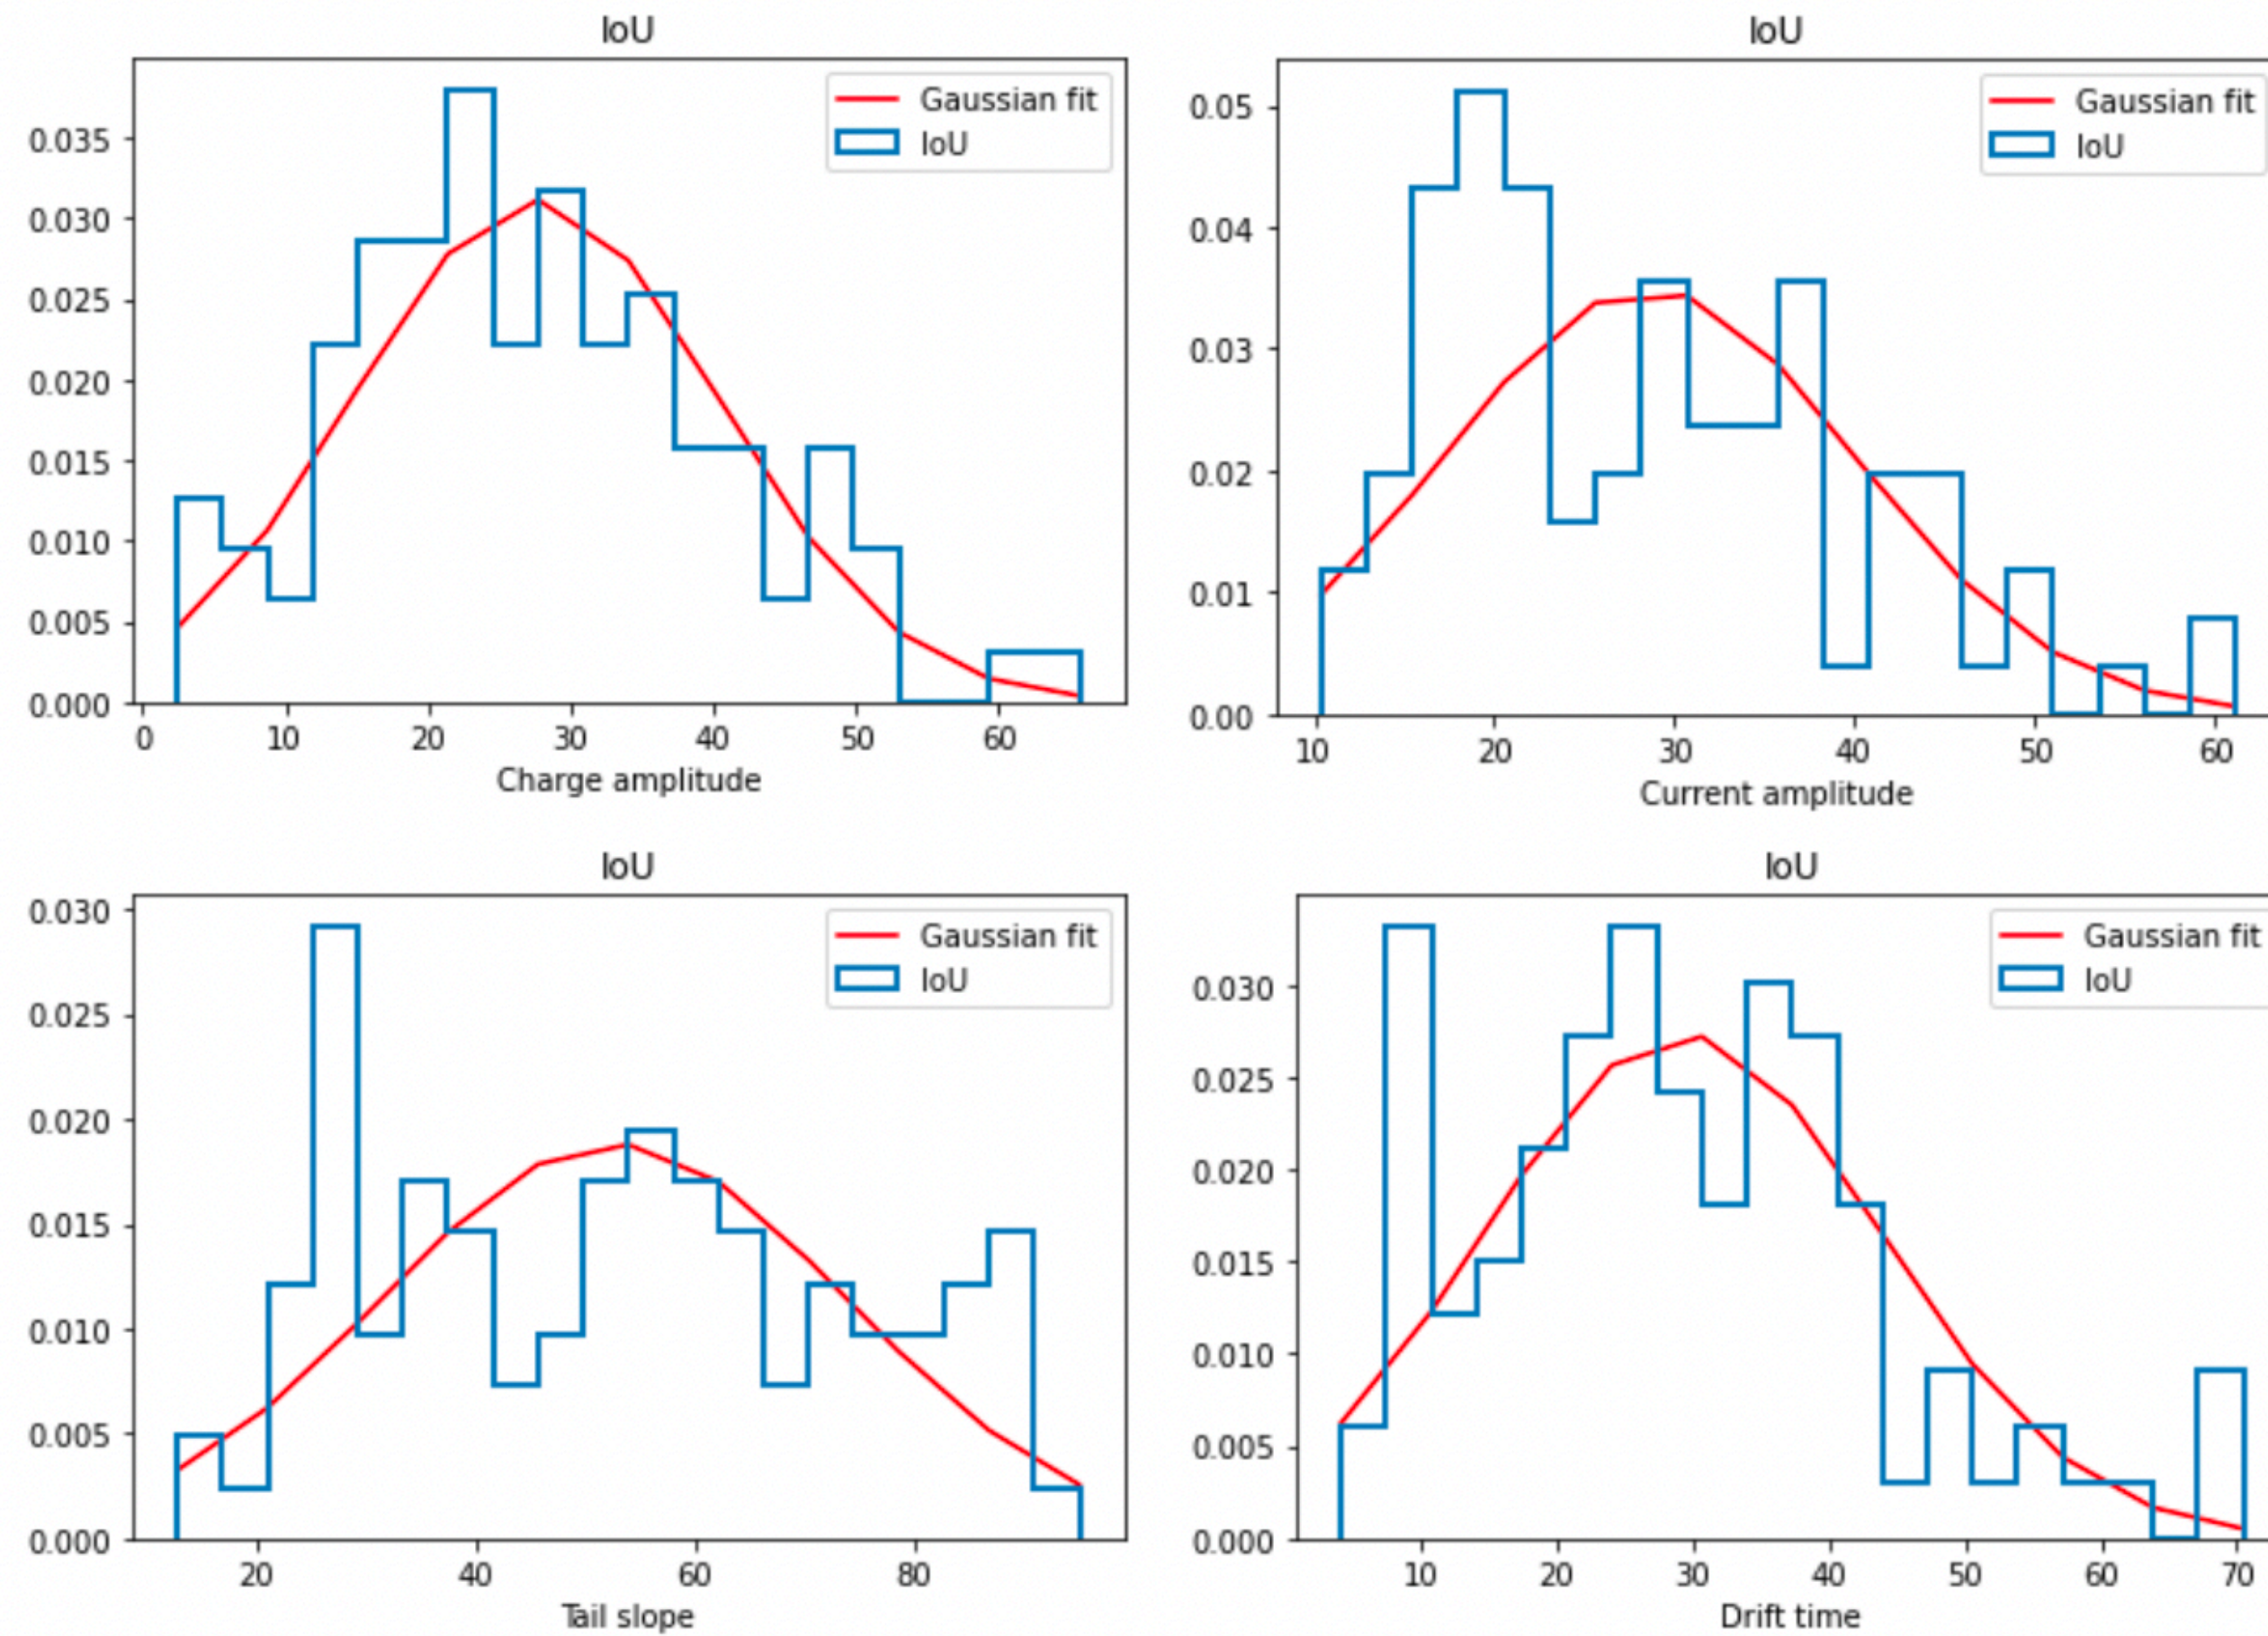 IoU
Gaussian fit
IoU
0.035
0.030
0.025
0.020
0.015
0.010
0.005
0.000
0 10 20 30 40 50 60
Charge amplitude
IoU
Gaussian fit
IoU
0.05
0.04
0.03
0.02
0.01
0.00
10 20 30 40 50 60
Current amplitude
IoU
Gaussian fit
IoU
0.030
0.025
0.020
0.015
0.010
0.005
0.000
20 40 60 80
Tail slope
IoU
Gaussian fit
IoU
0.030
0.025
0.020
0.015
0.010
0.005
0.000
10 20 30 40 50 60 70
Drift time